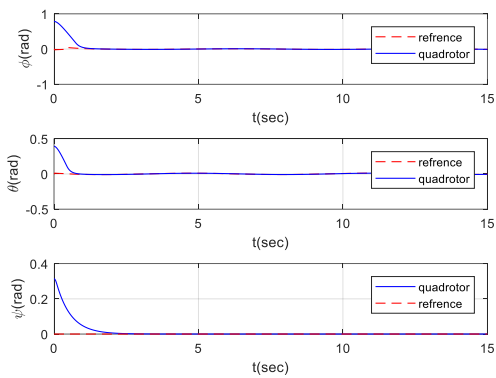 1
0
-1
ϕ(rad)
refrence
quadrotor
0 5 10 15
t(sec)
0.5
0
-0.5
θ(rad)
refrence
quadrotor
0 5 10 15
t(sec)
0.4
0.2
0
ψ(rad)
quadrotor
refrence
0 5 10 15
t(sec)